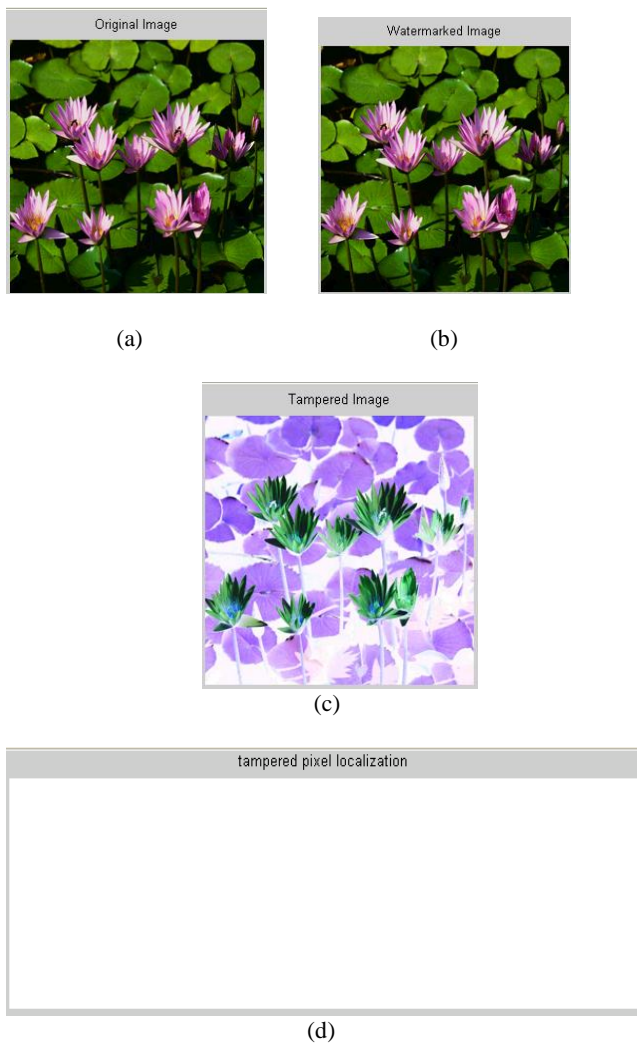 Original Image
Watermarked Image
(a)
(b)
Tampered Image
(c)
tampered pixel localization
(d)